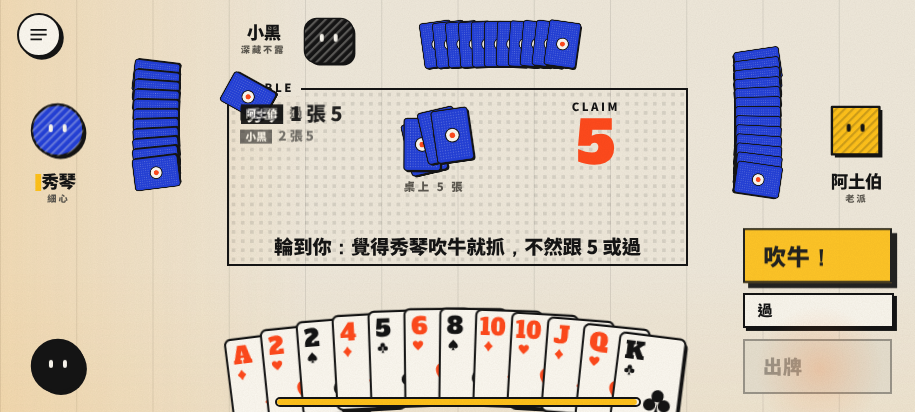 小黑
深藏不露
1 張 5
小黑 2 張 5
CLAIM
5
桌上 5 張
秀琴
細心
阿土伯
老派
輪到你：覺得秀琴吹牛就抓，不然跟 5 或過
吹牛！
過
出牌
A 2 2 4 5 6 8 10 10 J Q K